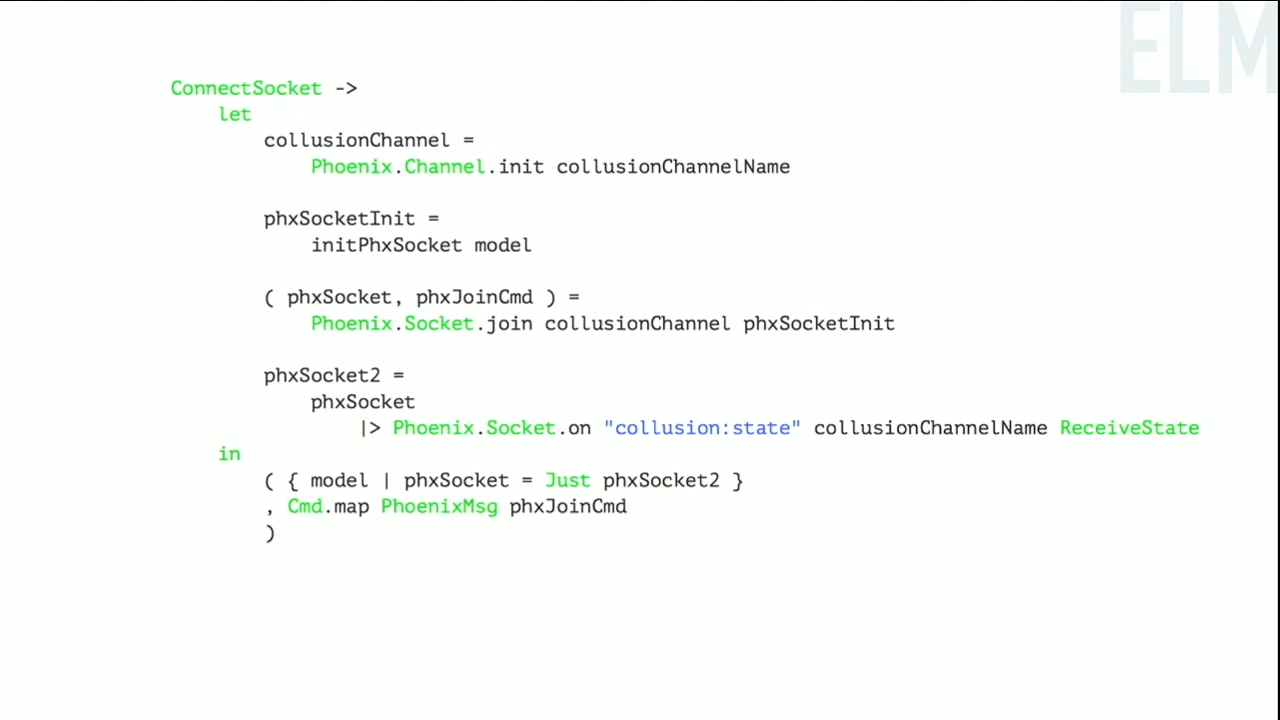 ELM
ConnectSocket ->
let
collusionChannel =
Phoenix.Channel.init collusionChannelName
phxSocketInit =
initPhxSocket model
( phxSocket, phxJoinCmd ) =
Phoenix.Socket.join collusionChannel phxSocketInit
phxSocket2 =
phxSocket
|> Phoenix.Socket.on "collusion:state" collusionChannelName ReceiveState
in
( { model | phxSocket = Just phxSocket2 }
, Cmd.map PhoenixMsg phxJoinCmd
)